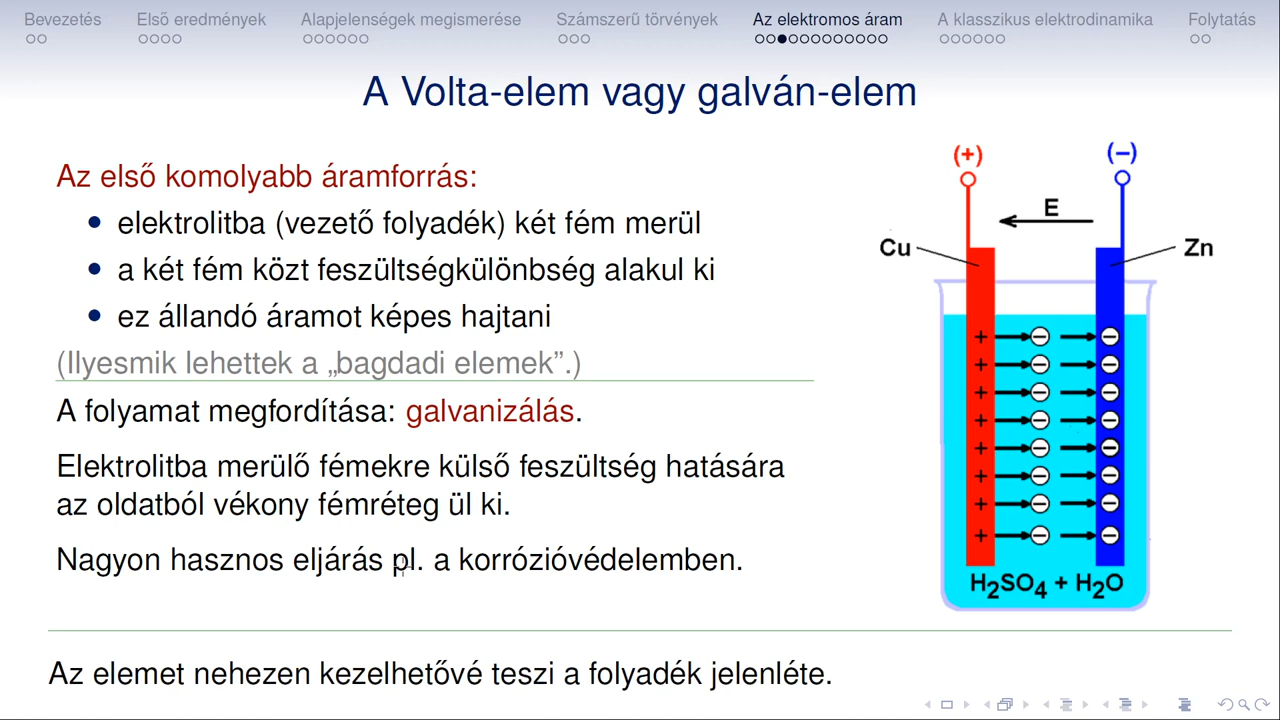 Bevezetés Első eredmények Alapjelenségek megismerése Számszerű törvények Az elektromos áram A klasszikus elektrodinamika Folytatás
A Volta-elem vagy galván-elem
Az első komolyabb áramforrás:
• elektrolitba (vezető folyadék) két fém merül
• a két fém közt feszültségkülönbség alakul ki
• ez állandó áramot képes hajtani
(Ilyesmik lehettek a „bagdadi elemek”.)
A folyamat megfordítása: galvanizálás.
Elektrolitba merülő fémekre külső feszültség hatására
az oldatból vékony fémréteg ül ki.
Nagyon hasznos eljárás pl. a korrózióvédelemben.
(+) (−)
E
Cu Zn
+ − −
+ − −
+ − −
+ − −
+ − −
+ − −
+ − −
+ − −
H₂SO₄ + H₂O
Az elemet nehezen kezelhetővé teszi a folyadék jelenléte.